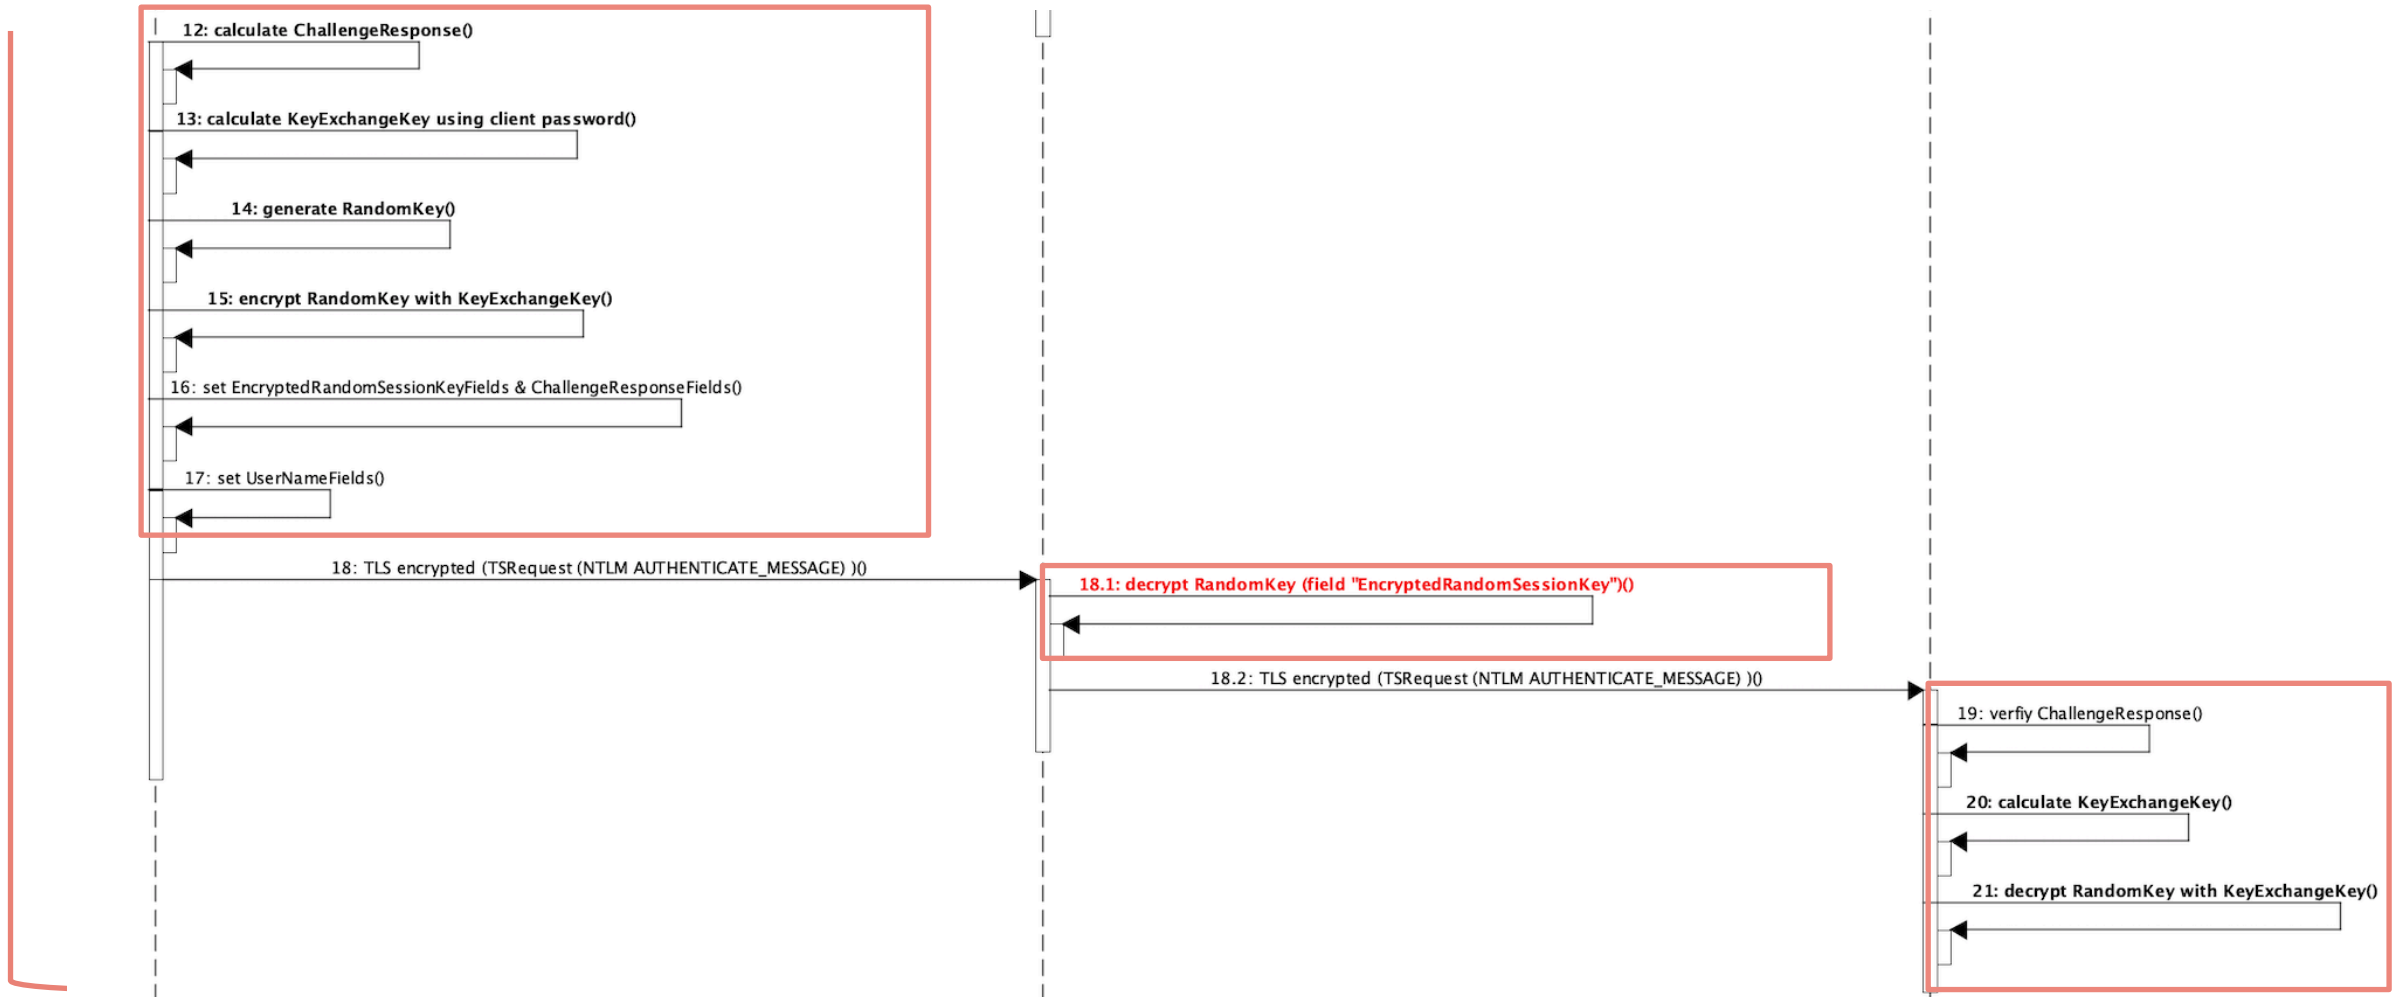 12: calculate ChallengeResponse()
13: calculate KeyExchangeKey using client password()
14: generate RandomKey()
15: encrypt RandomKey with KeyExchangeKey()
16: set EncryptedRandomSessionKeyFields & ChallengeResponseFields()
17: set UserNameFields()
18: TLS encrypted (TSRequest (NTLM AUTHENTICATE_MESSAGE) )()
18.1: decrypt RandomKey (field "EncryptedRandomSessionKey")()
18.2: TLS encrypted (TSRequest (NTLM AUTHENTICATE_MESSAGE) )()
19: verfiy ChallengeResponse()
20: calculate KeyExchangeKey()
21: decrypt RandomKey with KeyExchangeKey()